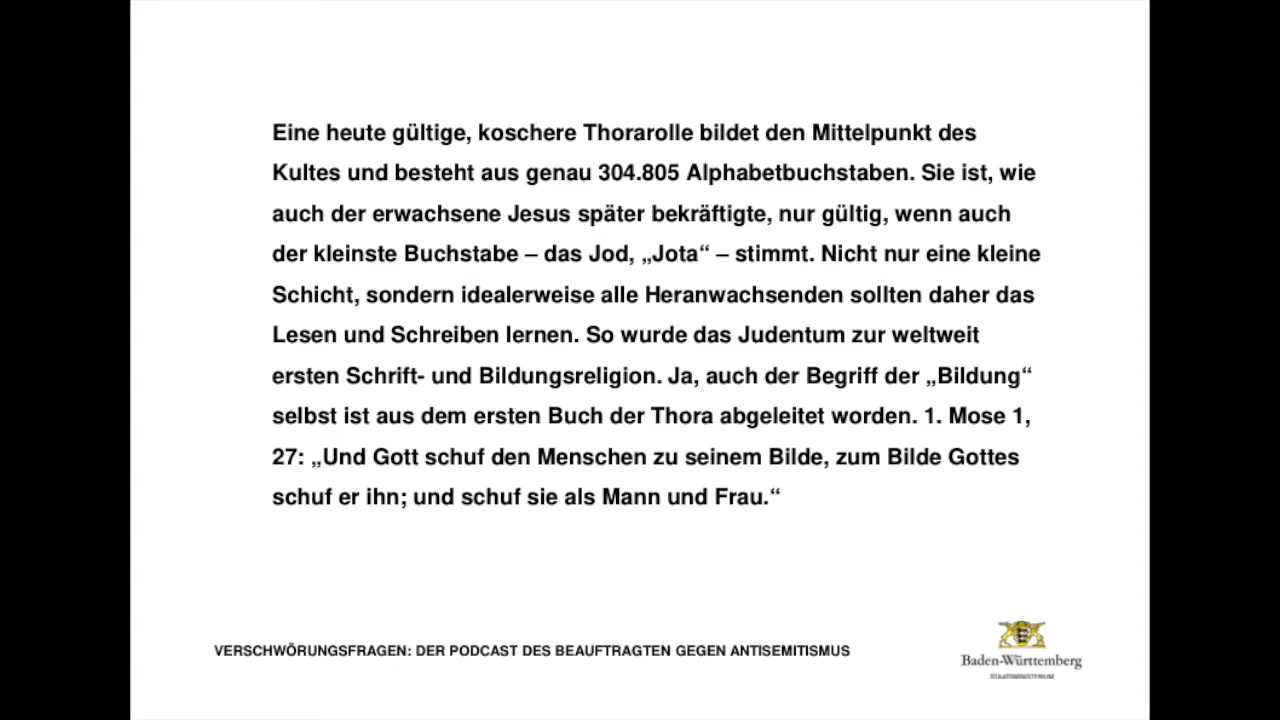 Eine heute gültige, koschere Thorarolle bildet den Mittelpunkt des
Kultes und besteht aus genau 304.805 Alphabetbuchstaben. Sie ist, wie
auch der erwachsene Jesus später bekräftigte, nur gültig, wenn auch
der kleinste Buchstabe – das Jod, „Jota“ – stimmt. Nicht nur eine kleine
Schicht, sondern idealerweise alle Heranwachsenden sollten daher das
Lesen und Schreiben lernen. So wurde das Judentum zur weltweit
ersten Schrift- und Bildungsreligion. Ja, auch der Begriff der „Bildung“
selbst ist aus dem ersten Buch der Thora abgeleitet worden. 1. Mose 1,
27: „Und Gott schuf den Menschen zu seinem Bilde, zum Bilde Gottes
schuf er ihn; und schuf sie als Mann und Frau.“
VERSCHWÖRUNGSFRAGEN: DER PODCAST DES BEAUFTRAGTEN GEGEN ANTISEMITISMUS
Baden-Württemberg
STAATSMINISTERIUM